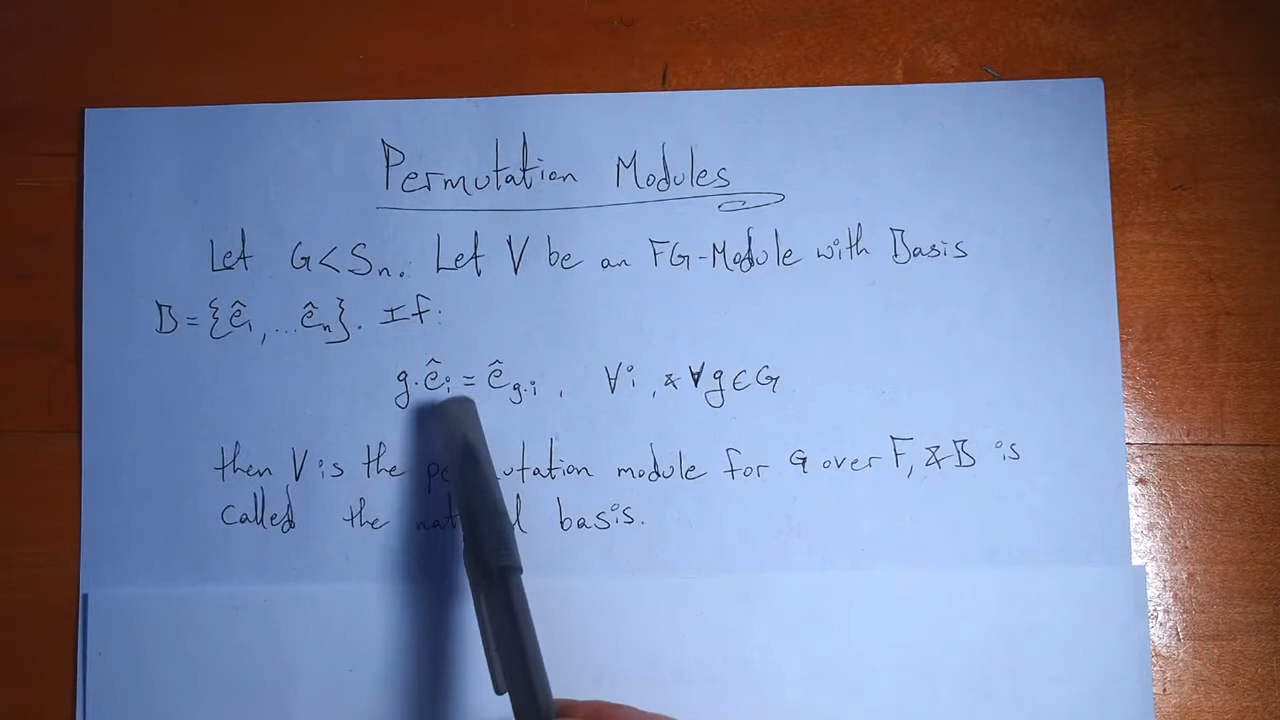 Permutation Modules
Let G < Sₙ. Let V be an FG-Module with Basis
B = {ê₁, ... êₙ}. If:
g·êᵢ = ê_{g·i}, ∀i, & ∀g∈G
then V is the utation module for G over F, & B is
called the basis.